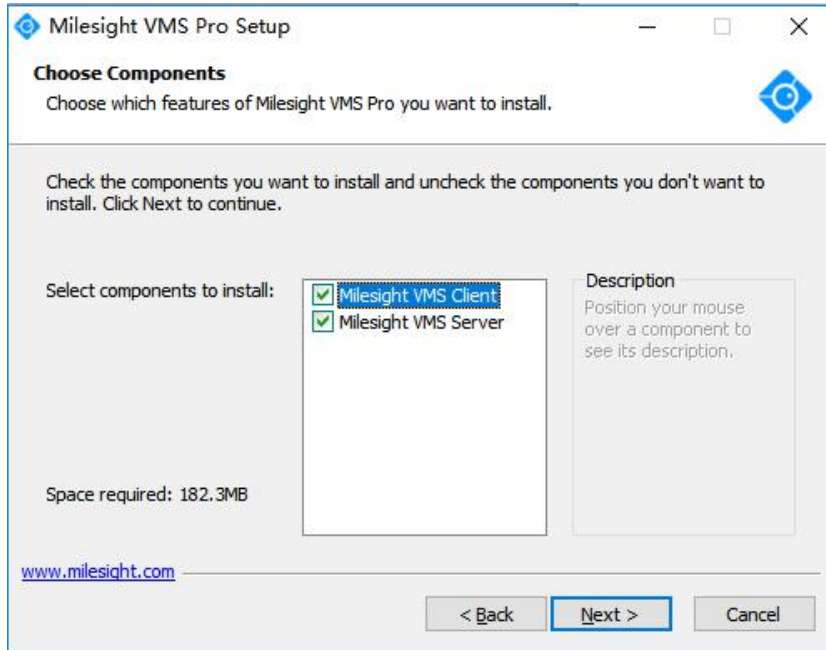 Milesight VMS Pro Setup
Choose Components
Choose which features of Milesight VMS Pro you want to install.
Check the components you want to install and uncheck the components you don't want to
install. Click Next to continue.
Select components to install:
Milesight VMS Client
Milesight VMS Server
Description
Position your mouse
over a component to
see its description.
Space required: 182.3MB
www.milesight.com
< Back
Next >
Cancel